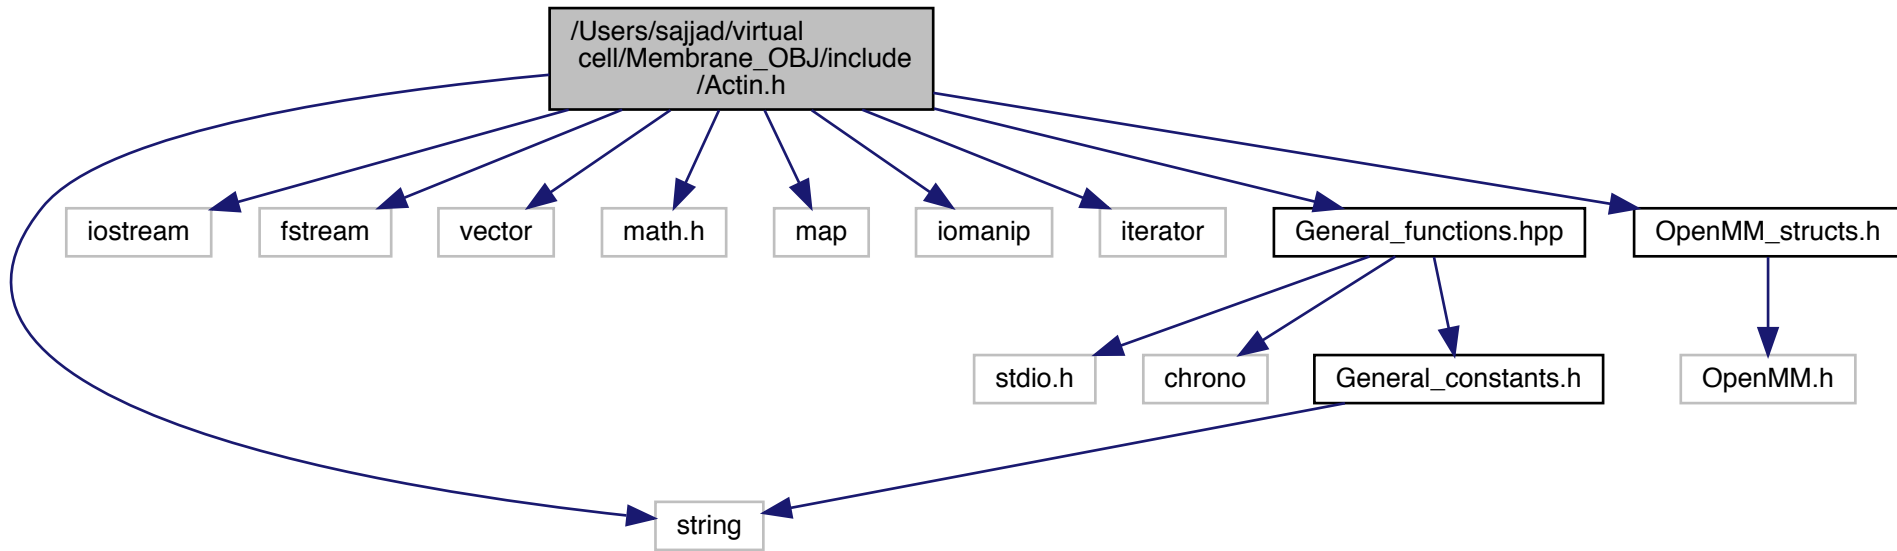 /Users/sajjad/virtual
cell/Membrane_OBJ/include
/Actin.h
iostream
fstream
vector
math.h
map
iomanip
iterator
General_functions.hpp
OpenMM_structs.h
stdio.h
chrono
General_constants.h
OpenMM.h
string